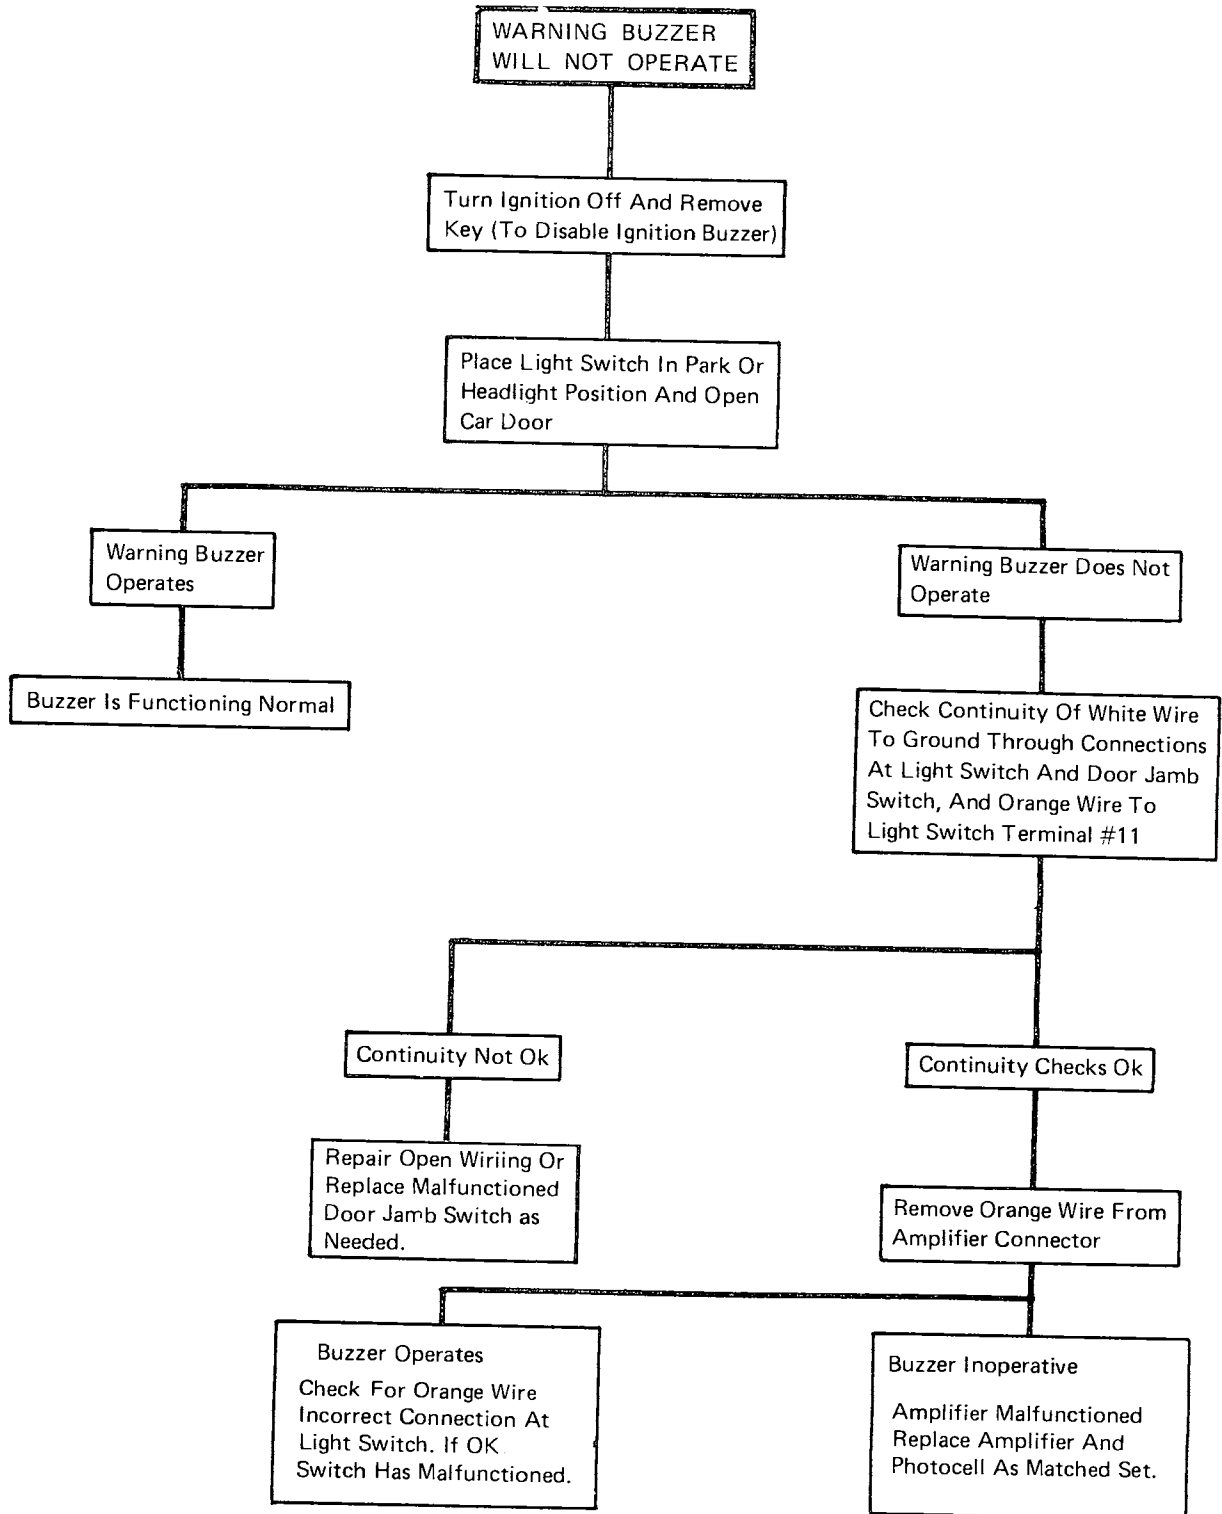 WARNING BUZZER
WILL NOT OPERATE
Turn Ignition Off And Remove
Key (To Disable Ignition Buzzer)
Place Light Switch In Park Or
Headlight Position And Open
Car Door
Warning Buzzer
Operates
Warning Buzzer Does Not
Operate
Buzzer Is Functioning Normal
Check Continuity Of White Wire
To Ground Through Connections
At Light Switch And Door Jamb
Switch, And Orange Wire To
Light Switch Terminal #11
Continuity Not Ok
Continuity Checks Ok
Repair Open Wiriing Or
Replace Malfunctioned
Door Jamb Switch as
Needed.
Remove Orange Wire From
Amplifier Connector
Buzzer Operates
Check For Orange Wire
Incorrect Connection At
Light Switch. If OK
Switch Has Malfunctioned.
Buzzer Inoperative
Amplifier Malfunctioned
Replace Amplifier And
Photocell As Matched Set.